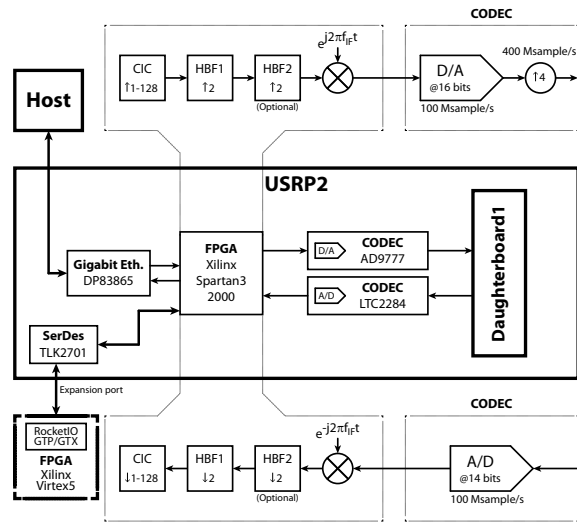 CODEC
e^j2πf_IFt
CIC
↑1-128
HBF1
↑2
HBF2
↑2
(Optional)
D/A
@16 bits
100 Msample/s
400 Msample/s
↑4
Host
USRP2
Gigabit Eth.
DP83865
FPGA
Xilinx
Spartan3
2000
D/A
CODEC
AD9777
A/D
CODEC
LTC2284
Daughterboard1
SerDes
TLK2701
Expansion port
RocketIO
GTP/GTX
FPGA
Xilinx
Virtex5
CODEC
e^-j2πf_IFt
CIC
↓1-128
HBF1
↓2
HBF2
↓2
(Optional)
A/D
@14 bits
100 Msample/s